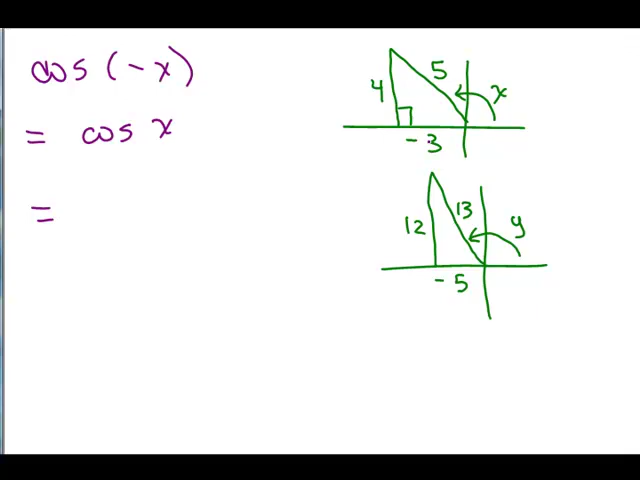 cos (-x)
= cos x
=
4
5
x
-3
12
13
y
-5